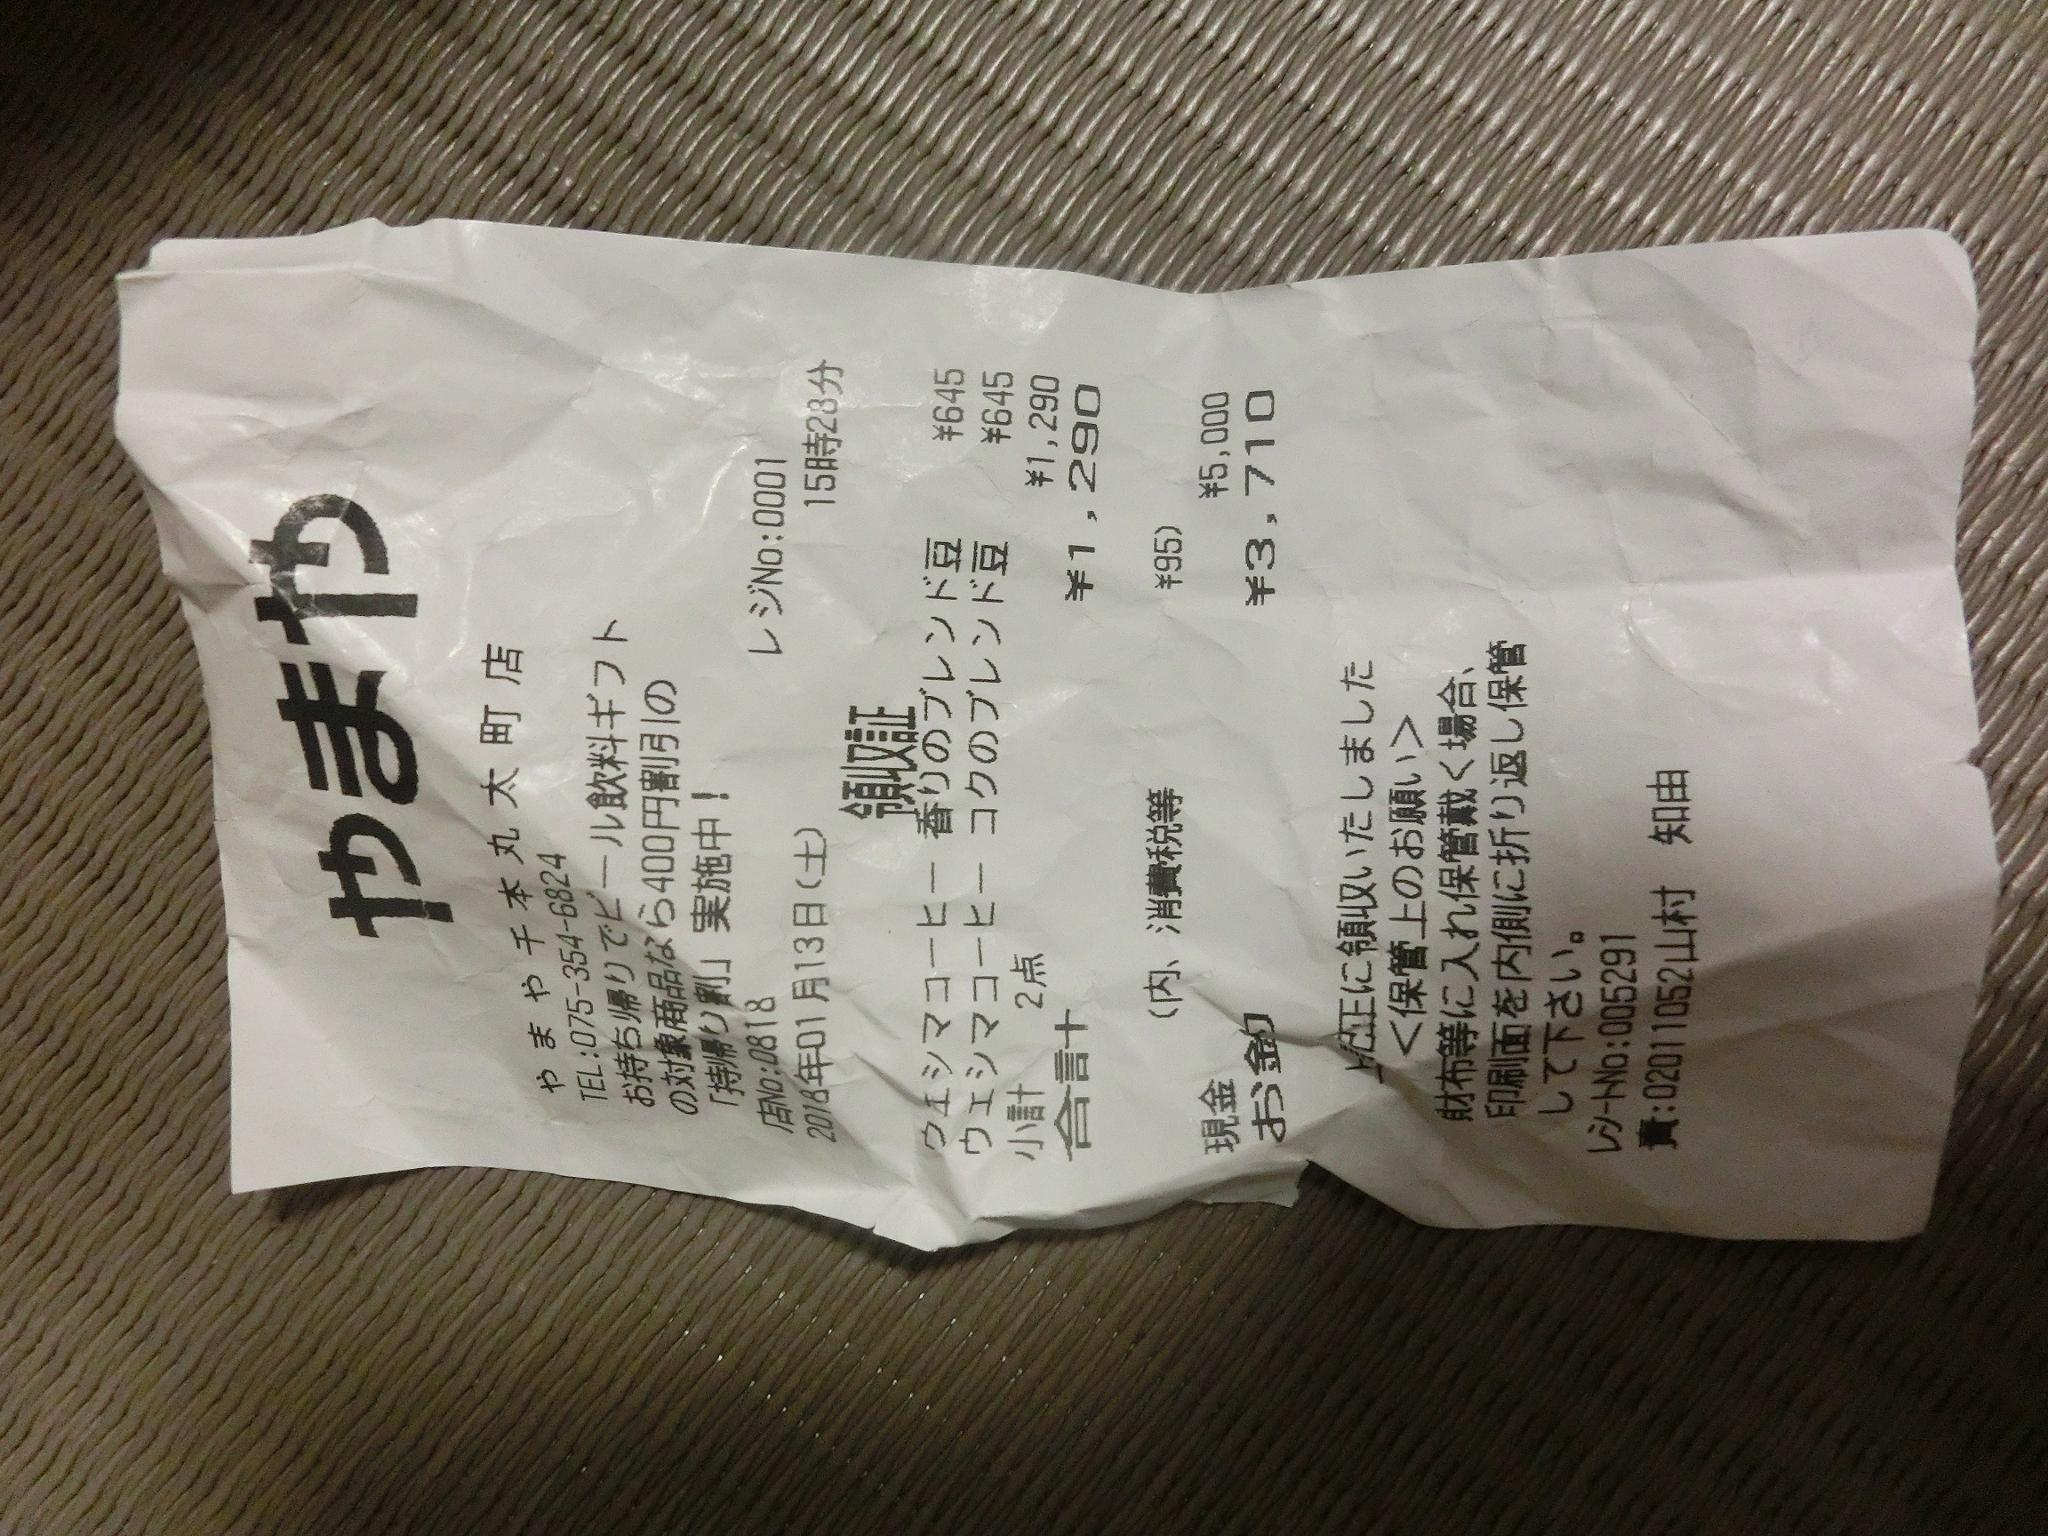 やまや
やまや千本丸太町店
TEL:075-354-6824
お持ち帰りでビール飲料ギフト
の対象商品なら400円割引の
「持帰り割」実施中！
店No:0818 レジNo:0001
2018年01月13日(土) 15時28分
領収証
ウエシマコーヒー 香りのブレンド豆 ¥645
ウェシマコーヒー コクのブレンド豆 ¥645
小計 2点 ¥1,290
合計 ¥1,290
(内、消費税等 ¥95)
現金 ¥5,000
お釣 ¥3,710
上記正に領収いたしました
<保管上のお願い>
財布等に入れ保管戴く場合、
印刷面を内側に折り返し保管
して下さい。
レシートNo:005291
責:02011052山村 知由